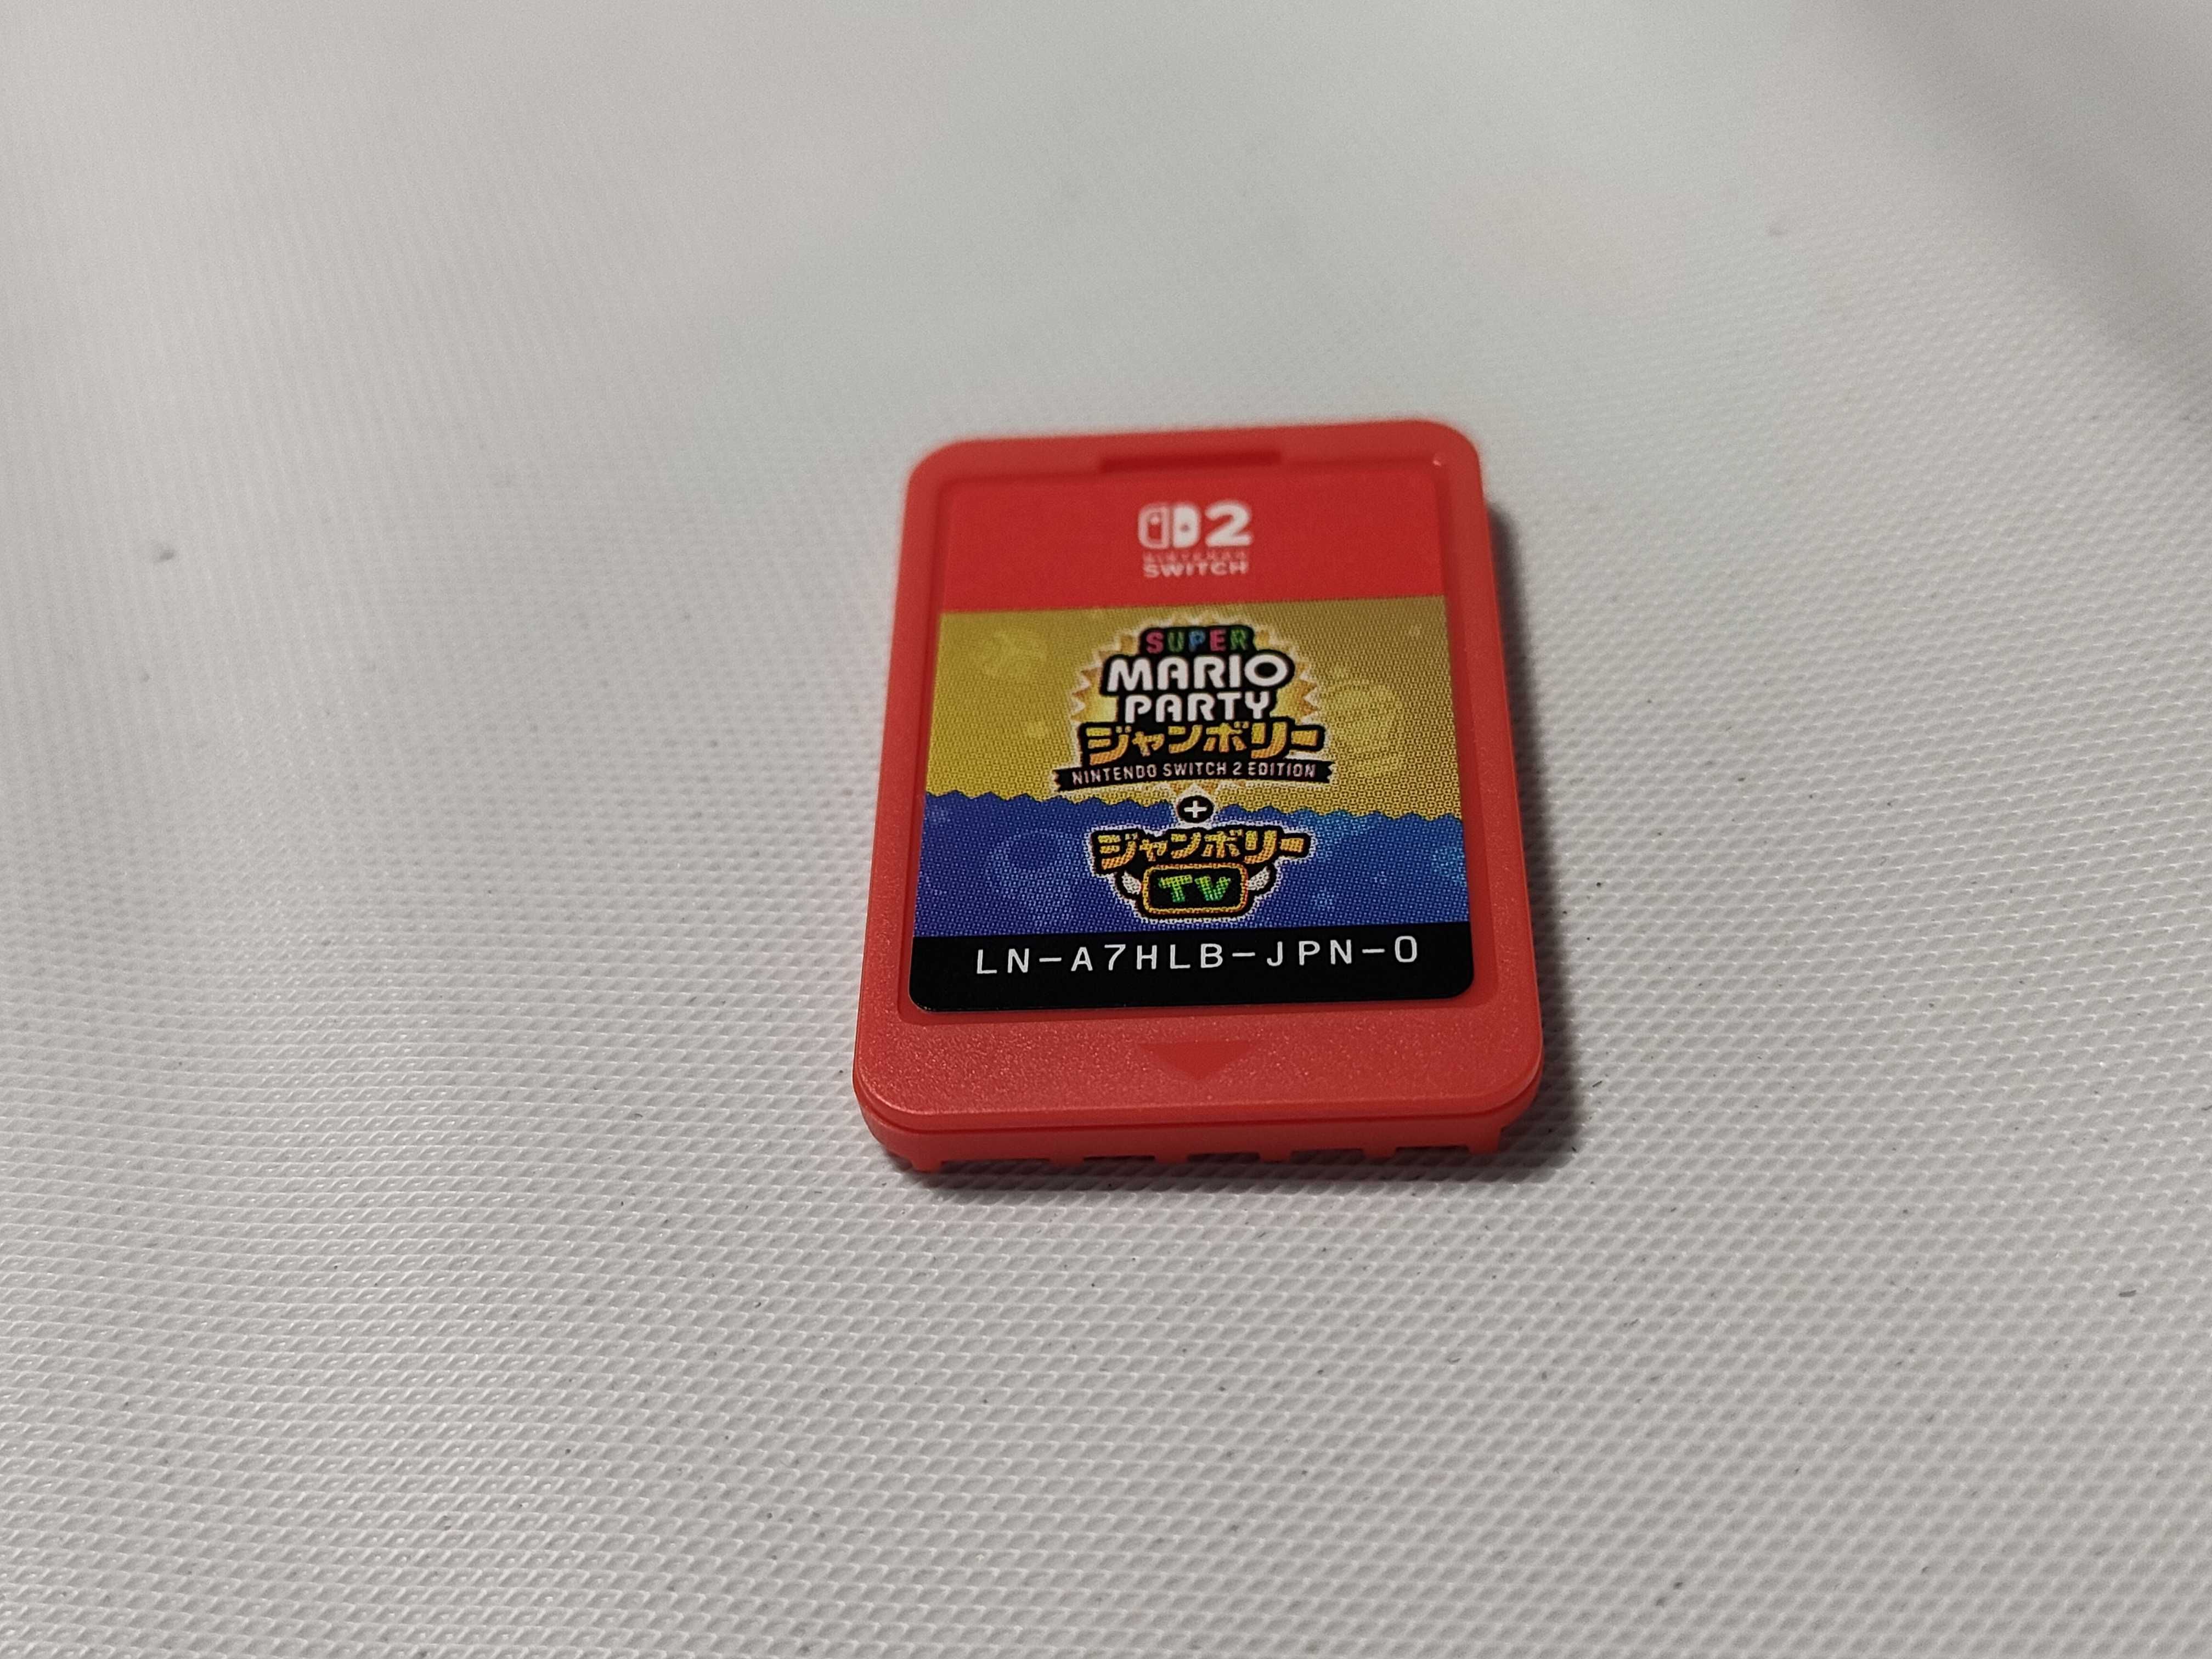 2
NINTENDO
SWITCH
SUPER
MARIO
PARTY
ジャンボリー
NINTENDO SWITCH 2 EDITION
+
ジャンボリー
TV
LN-A7HLB-JPN-0